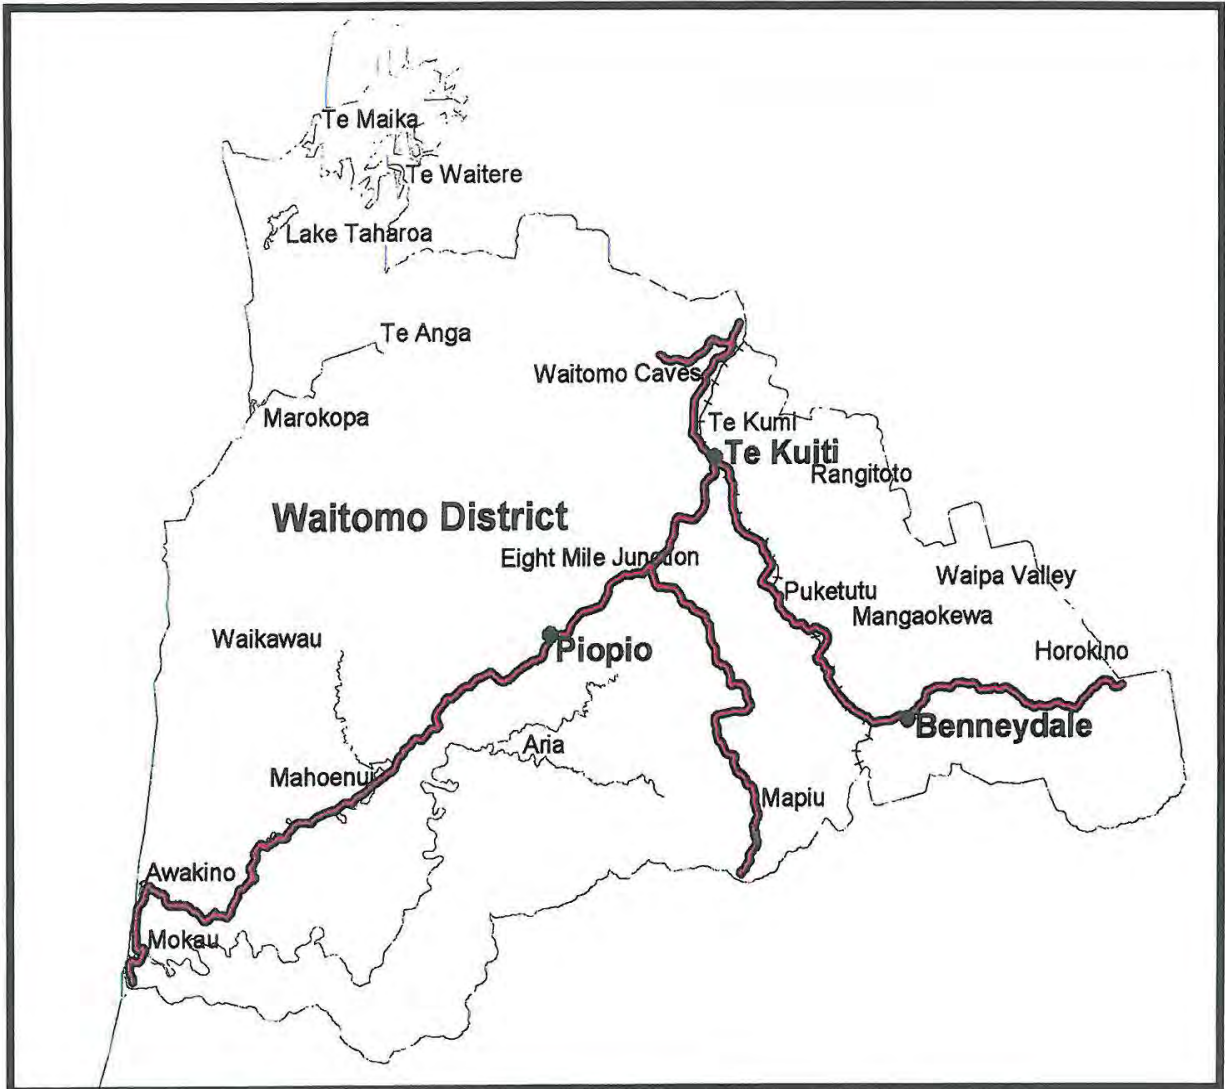 Te Maika
Te Waitere
Lake Taharoa
Te Anga
Waitomo Caves
Marokopa
Te Kumi
Te Kuiti
Rangitoto
Waitomo District
Eight Mile Junction
Waipa Valley
Puketutu
Mangaokewa
Waikawau
Piopio
Horokino
Benneydale
Aria
Mahoenui
Mapiu
Awakino
Mokau